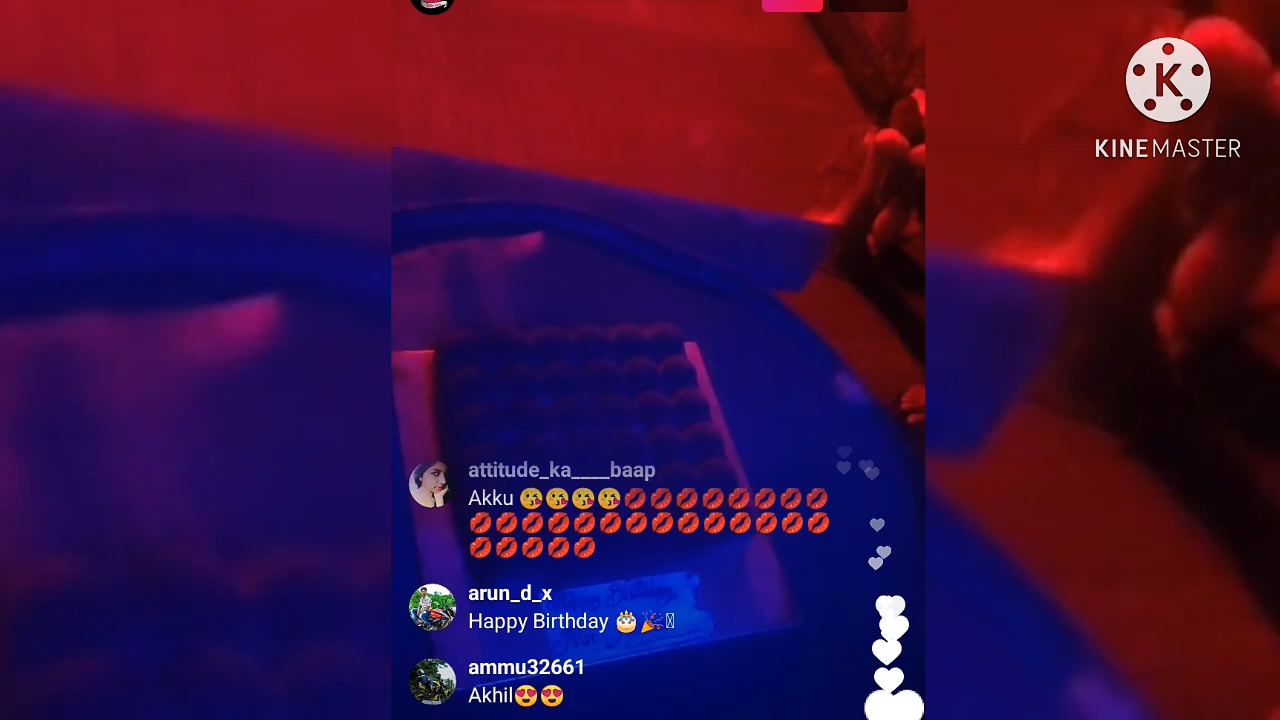 KINEMASTER
attitude_ka____baap
Akku 😘😘😘😘💋💋💋💋💋💋💋💋
💋💋💋💋💋💋💋💋💋💋💋💋💋💋
💋💋💋💋💋
arun_d_x
Happy Birthday 🎂🎉
ammu32661
Akhil😍😍